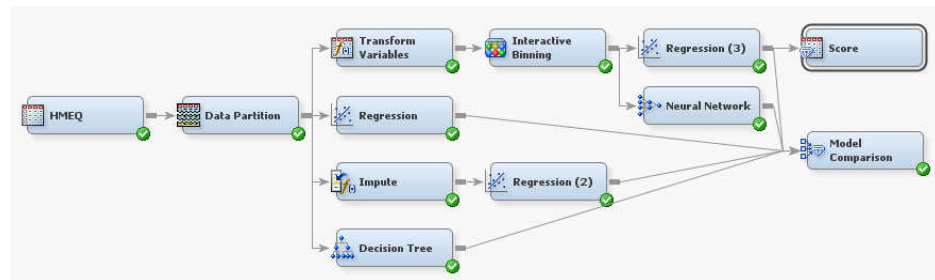 Transform
Variables
Interactive
Binning
Regression (3)
Score
HMEQ
Data Partition
Regression
Neural Network
Model
Comparison
Impute
Regression (2)
Decision Tree